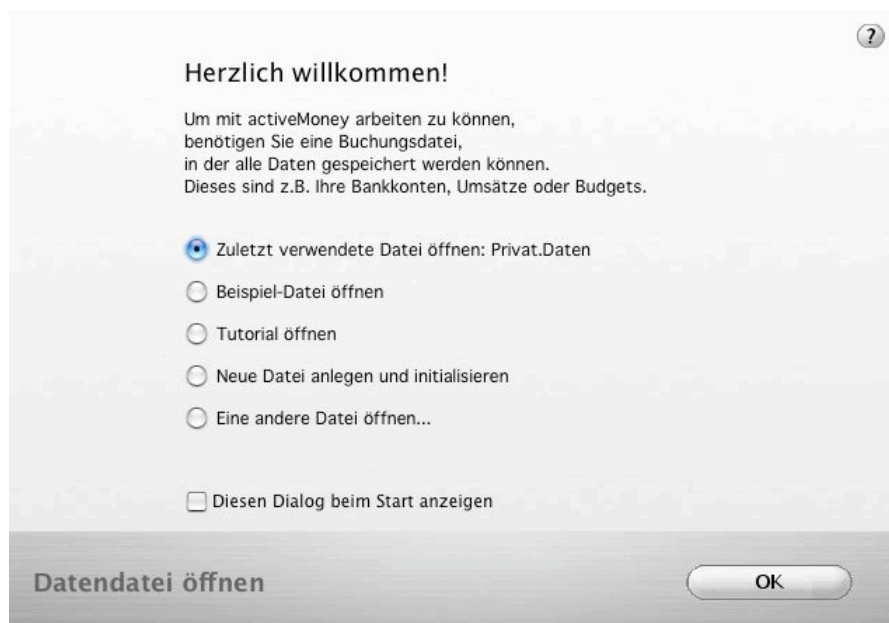 ?
Herzlich willkommen!
Um mit activeMoney arbeiten zu können,
benötigen Sie eine Buchungsdatei,
in der alle Daten gespeichert werden können.
Dieses sind z.B. Ihre Bankkonten, Umsätze oder Budgets.
Zuletzt verwendete Datei öffnen: Privat.Daten
Beispiel-Datei öffnen
Tutorial öffnen
Neue Datei anlegen und initialisieren
Eine andere Datei öffnen...
Diesen Dialog beim Start anzeigen
Datendatei öffnen
OK